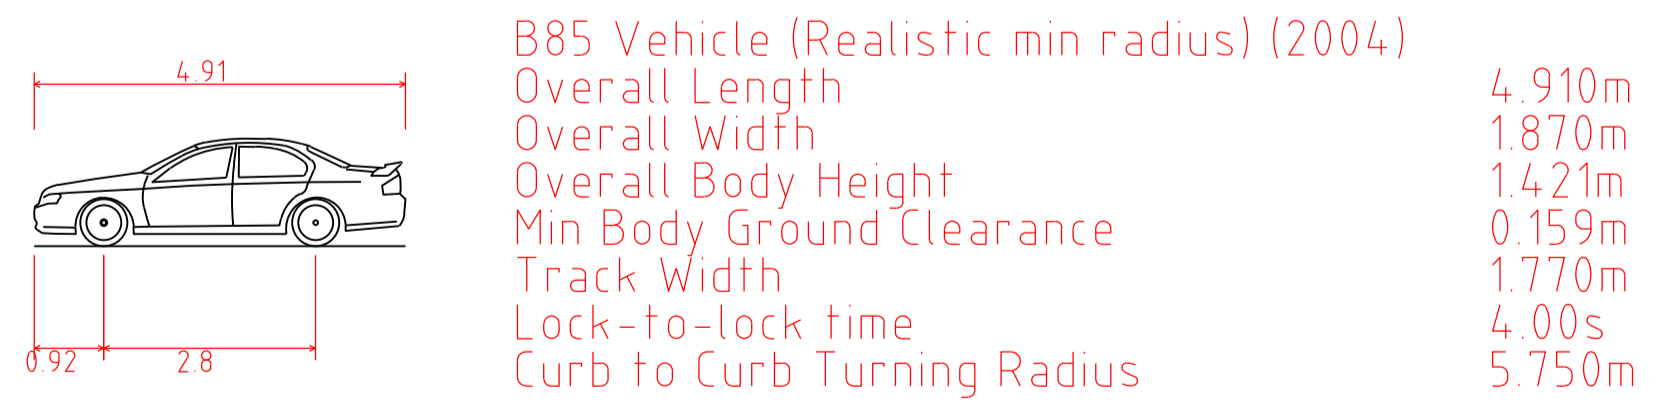 4.91
0.92
2.8
B85 Vehicle (Realistic min radius) (2004)
Overall Length 4.910m
Overall Width 1.870m
Overall Body Height 1.421m
Min Body Ground Clearance 0.159m
Track Width 1.770m
Lock-to-lock time 4.00s
Curb to Curb Turning Radius 5.750m